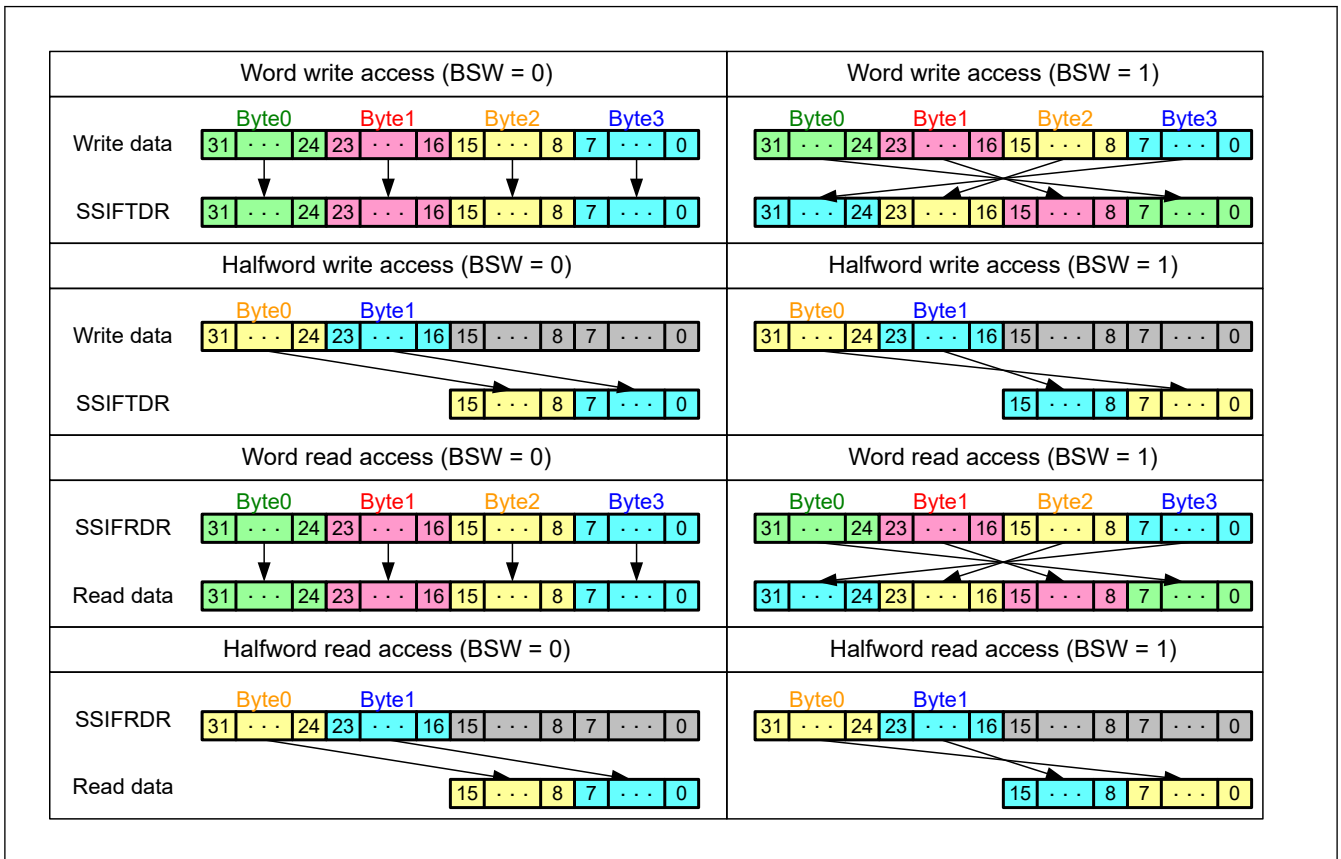 Word write access (BSW = 0) Word write access (BSW = 1)
Byte0 Byte1 Byte2 Byte3 Byte0 Byte1 Byte2 Byte3
Write data 31 ··· 24 23 ··· 16 15 ··· 8 7 ··· 0 31 ··· 24 23 ··· 16 15 ··· 8 7 ··· 0
SSIFTDR 31 ··· 24 23 ··· 16 15 ··· 8 7 ··· 0 31 ··· 24 23 ··· 16 15 ··· 8 7 ··· 0
Halfword write access (BSW = 0) Halfword write access (BSW = 1)
Byte0 Byte1 Byte0 Byte1
Write data 31 ··· 24 23 ··· 16 15 ··· 8 7 ··· 0 31 ··· 24 23 ··· 16 15 ··· 8 7 ··· 0
SSIFTDR 15 ··· 8 7 ··· 0 15 ··· 8 7 ··· 0
Word read access (BSW = 0) Word read access (BSW = 1)
Byte0 Byte1 Byte2 Byte3 Byte0 Byte1 Byte2 Byte3
SSIFRDR 31 ··· 24 23 ··· 16 15 ··· 8 7 ··· 0 31 ··· 24 23 ··· 16 15 ··· 8 7 ··· 0
Read data 31 ··· 24 23 ··· 16 15 ··· 8 7 ··· 0 31 ··· 24 23 ··· 16 15 ··· 8 7 ··· 0
Halfword read access (BSW = 0) Halfword read access (BSW = 1)
Byte0 Byte1 Byte0 Byte1
SSIFRDR 31 ··· 24 23 ··· 16 15 ··· 8 7 ··· 0 31 ··· 24 23 ··· 16 15 ··· 8 7 ··· 0
Read data 15 ··· 8 7 ··· 0 15 ··· 8 7 ··· 0